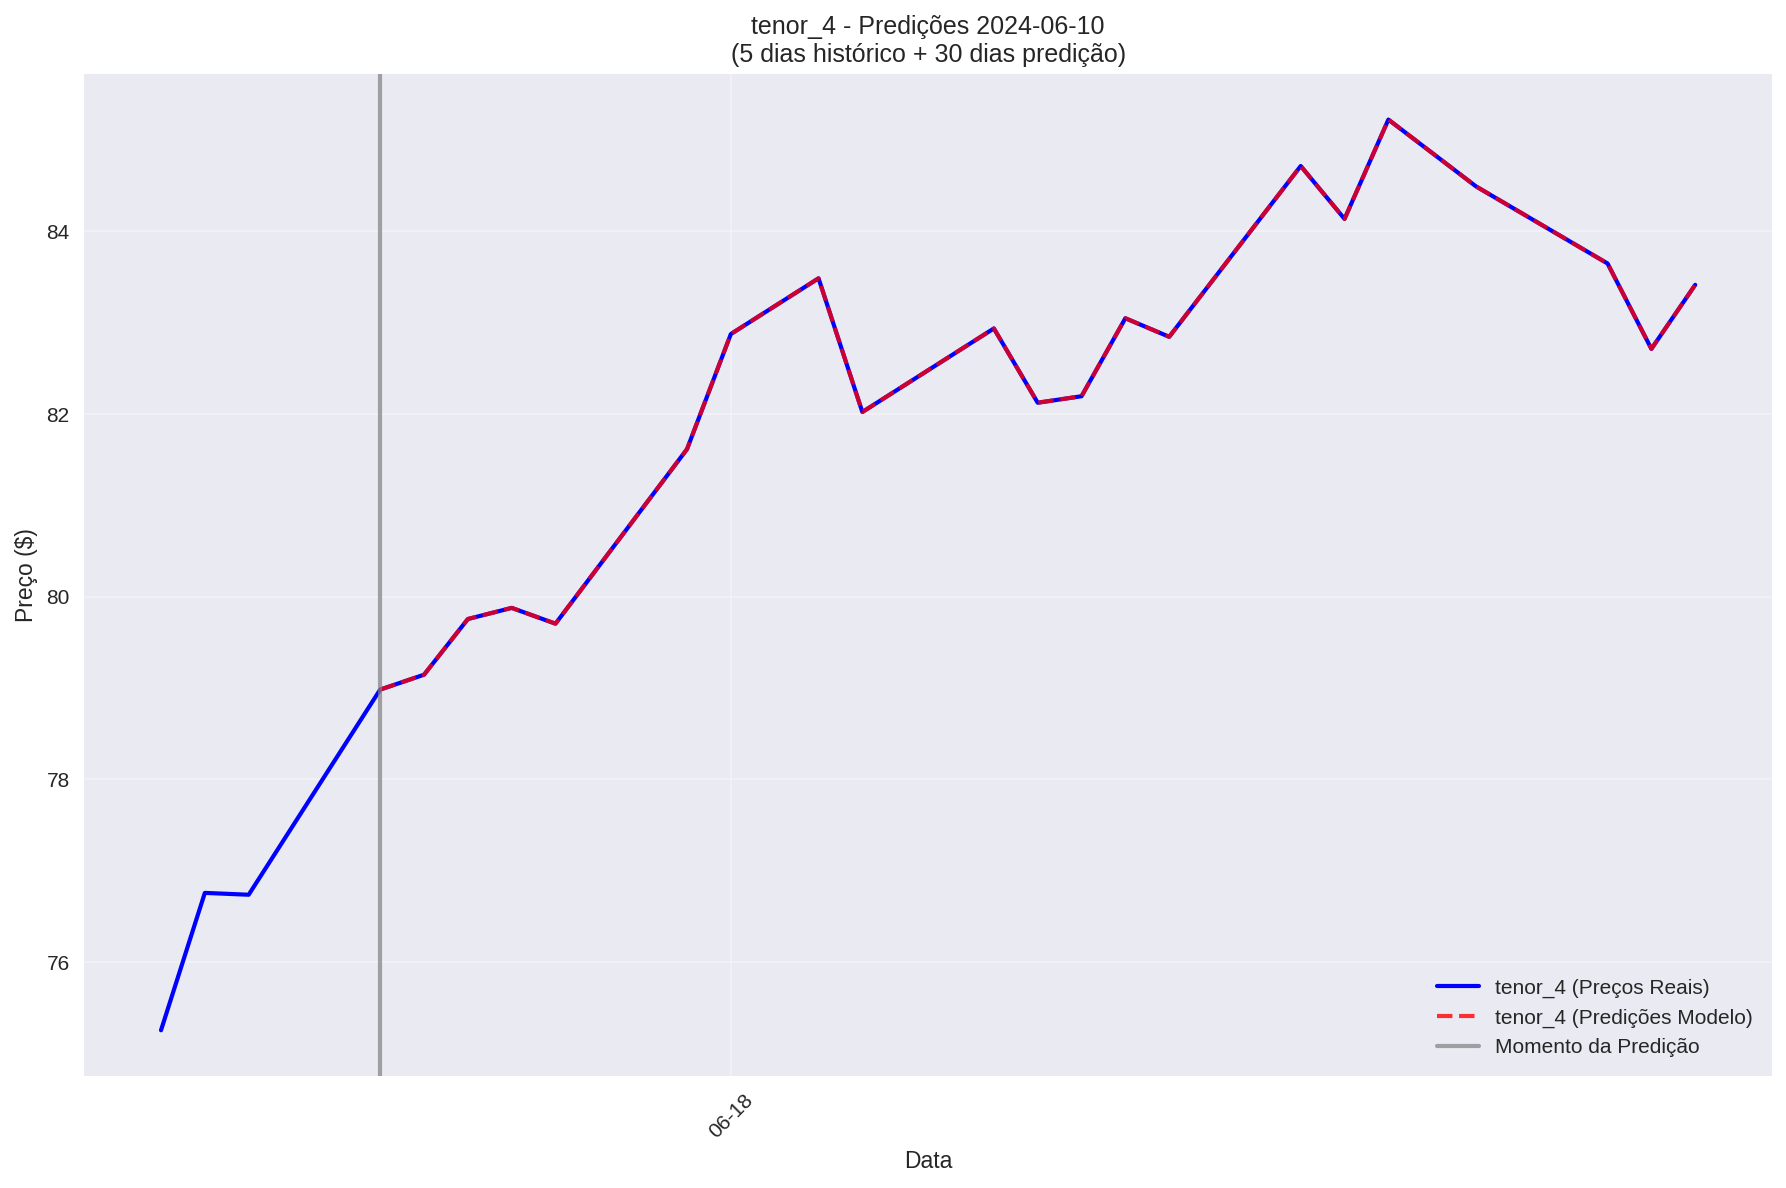 tenor_4 - Predições 2024-06-10
(5 dias histórico + 30 dias predição)
Preço ($)
84
82
80
78
76
tenor_4 (Preços Reais)
tenor_4 (Predições Modelo)
Momento da Predição
06-18
Data